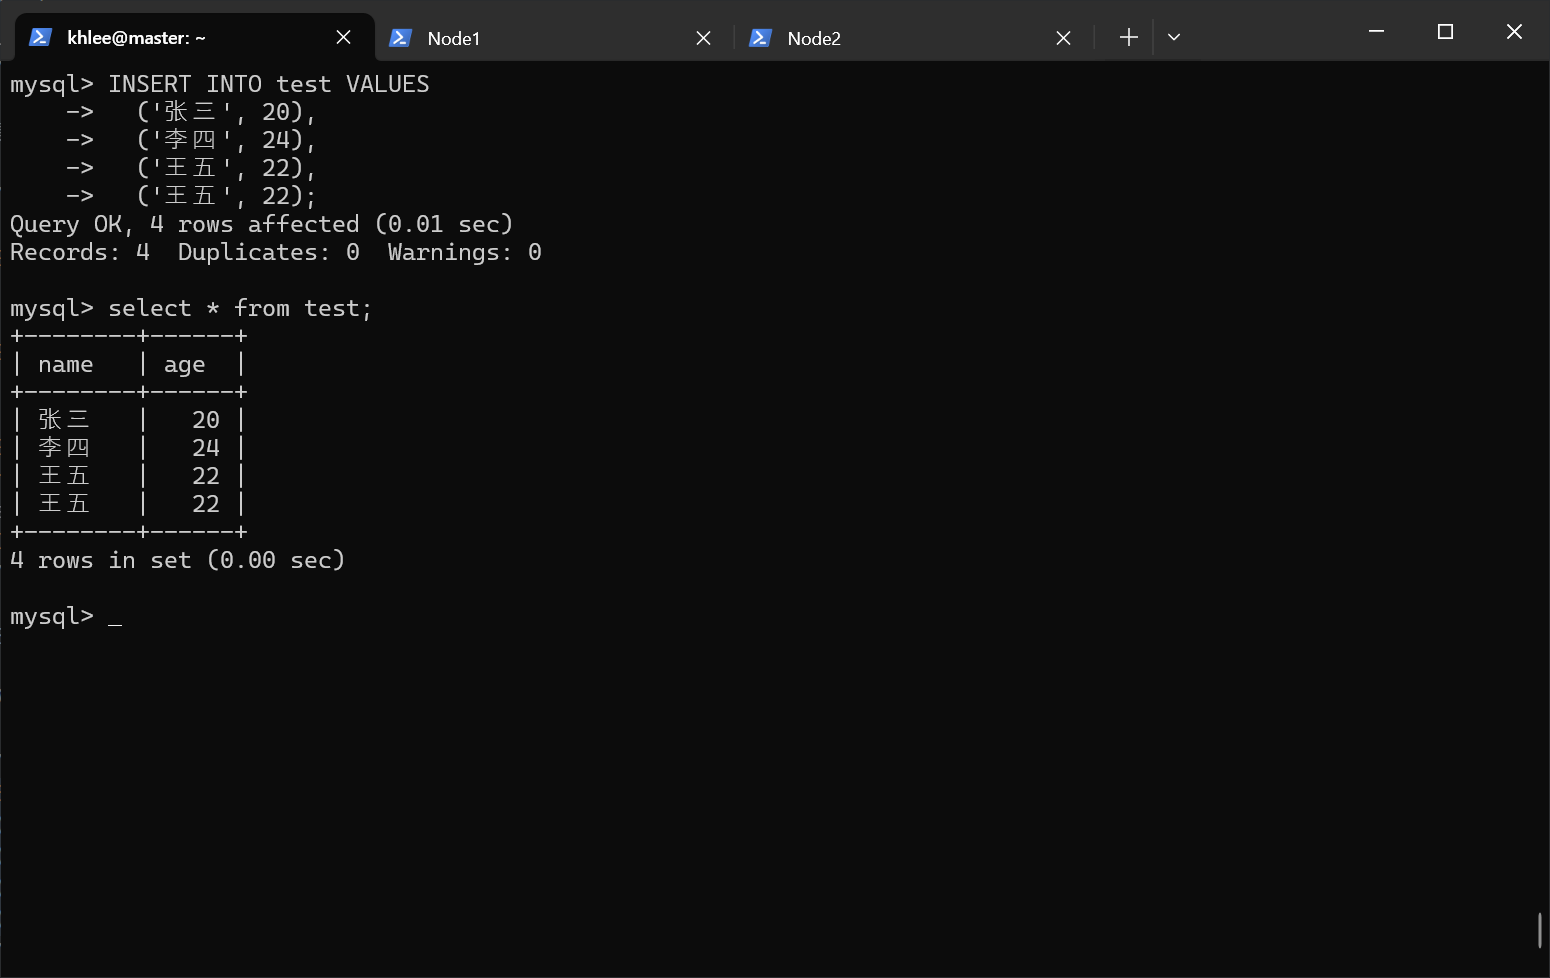 khlee@master: ~ Node1 Node2
mysql> INSERT INTO test VALUES
    ->   ('张三', 20),
    ->   ('李四', 24),
    ->   ('王五', 22),
    ->   ('王五', 22);
Query OK, 4 rows affected (0.01 sec)
Records: 4  Duplicates: 0  Warnings: 0
mysql> select * from test;
+--------+------+
| name   | age  |
+--------+------+
| 张三   |   20 |
| 李四   |   24 |
| 王五   |   22 |
| 王五   |   22 |
+--------+------+
4 rows in set (0.00 sec)
mysql> _